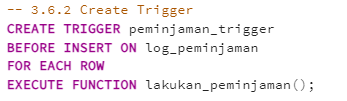 -- 3.6.2 Create Trigger
CREATE TRIGGER peminjaman_trigger
BEFORE INSERT ON log_peminjaman
FOR EACH ROW
EXECUTE FUNCTION lakukan_peminjaman();